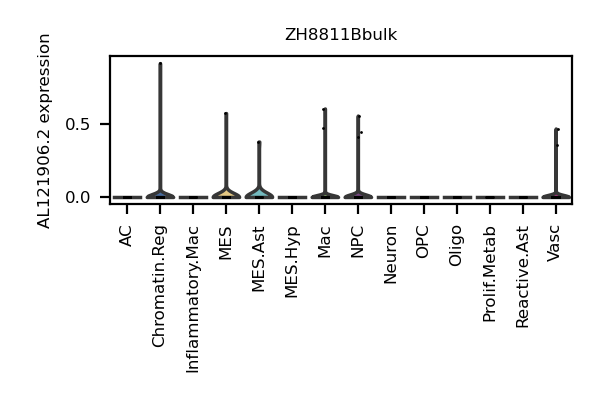 ZH8811Bbulk
AL121906.2 expression
0.5
0.0
AC
Chromatin.Reg
Inflammatory.Mac
MES
MES.Ast
MES.Hyp
Mac
NPC
Neuron
OPC
Oligo
Prolif.Metab
Reactive.Ast
Vasc